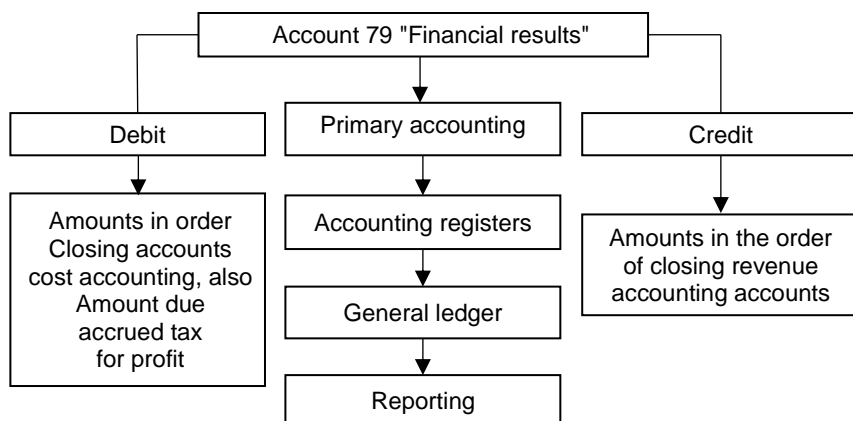 Account 79 "Financial results"
Debit
Primary accounting
Credit
Amounts in order
Closing accounts
cost accounting, also
Amount due
accrued tax
for profit
Accounting registers
General ledger
Reporting
Amounts in the order
of closing revenue
accounting accounts